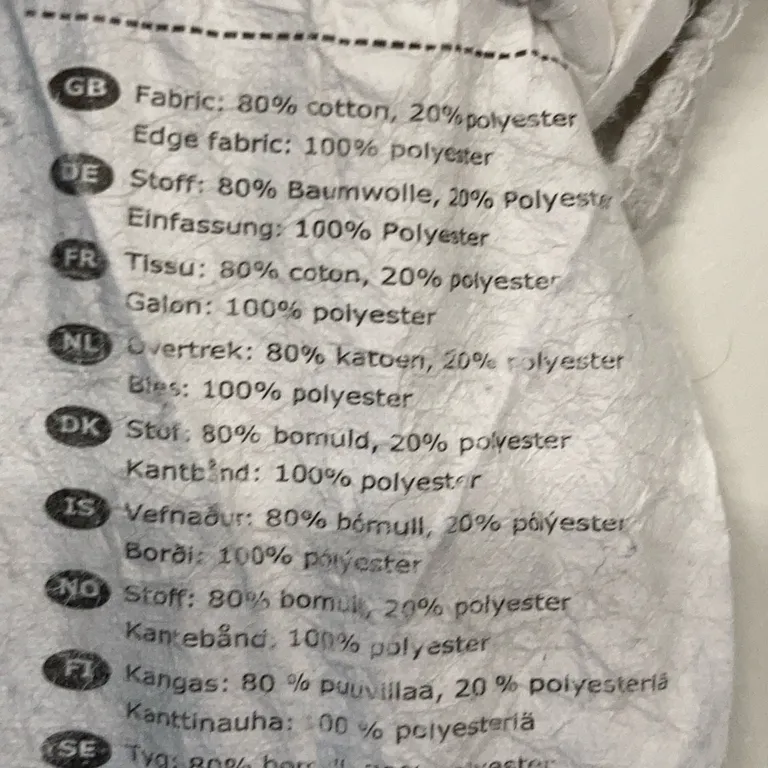 GB Fabric: 80% cotton, 20% polyester
Edge fabric: 100% polyester
DE Stoff: 80% Baumwolle, 20% Polyester
Einfassung: 100% Polyester
FR Tissu: 80% coton, 20% polyester
Galon: 100% polyester
NL Overtrek: 80% katoen, 20% polyester
Bies: 100% polyester
DK Stof: 80% bomuld, 20% polyester
Kantbånd: 100% polyester
IS Vefnaður: 80% bómull, 20% pólýester
Borði: 100% pólýester
NO Stoff: 80% bomull, 20% polyester
Kantebånd: 100% polyester
FI Kangas: 80 % puuvillaa, 20 % polyesteriä
Kanttinauha: 100 % polyesteriä
SE Tyg: 80%